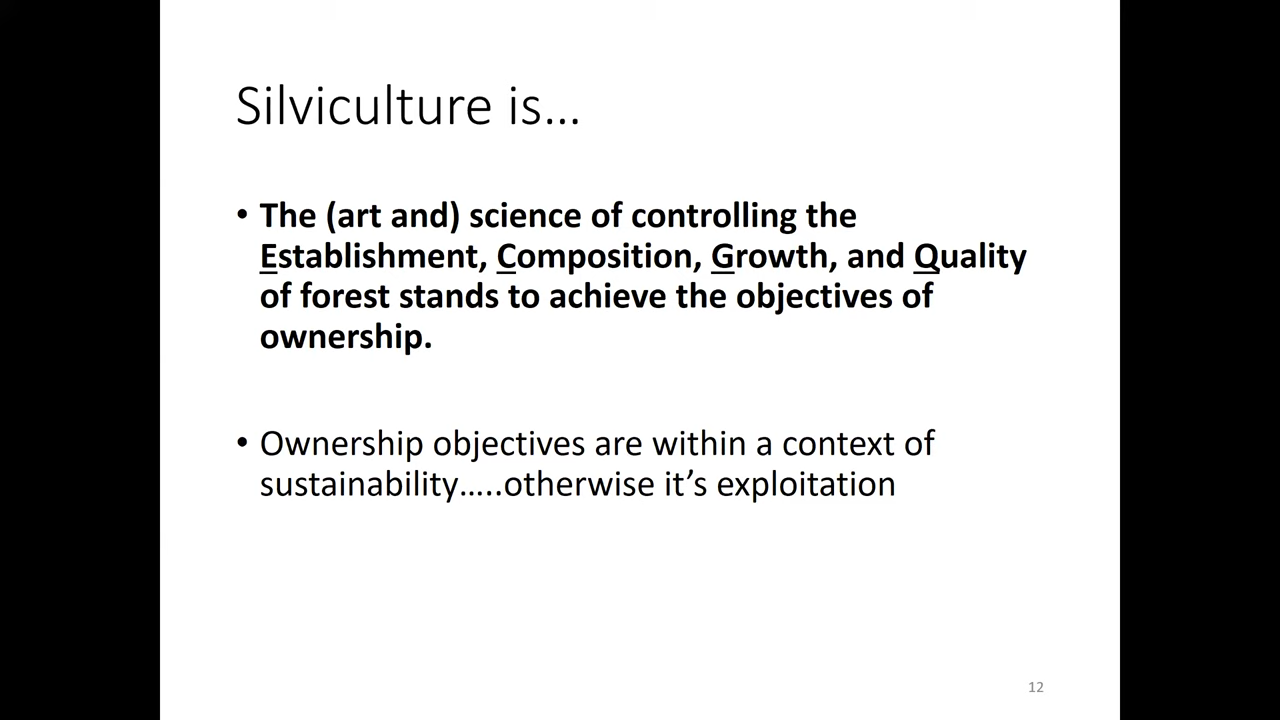 Silviculture is...
• The (art and) science of controlling the
Establishment, Composition, Growth, and Quality
of forest stands to achieve the objectives of
ownership.
• Ownership objectives are within a context of
sustainability.....otherwise it’s exploitation
12